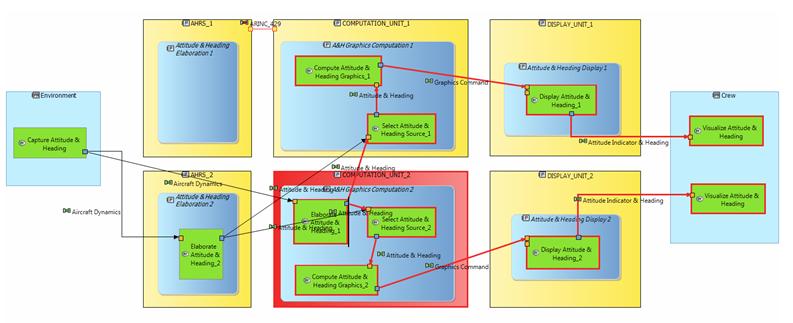 AHRS_1
ARINC_429
COMPUTATION_UNIT_1
DISPLAY_UNIT_1
Attitude & Heading
Elaboration 1
A&H Graphics Computation 1
Compute Attitude &
Heading Graphics_1
Attitude & Heading Display 1
Graphics Command
Environment
Attitude & Heading
Display Attitude &
Heading_1
Crew
Capture Attitude &
Heading
Select Attitude &
Heading Source_1
Visualize Attitude &
Heading
Attitude Indicator & Heading
Attitude & Heading
AHRS_2
COMPUTATION_UNIT_2
DISPLAY_UNIT_2
Aircraft Dynamics
Attitude & Heading
A&H Graphics Computation 2
Attitude & Heading
Elaboration 2
Attitude Indicator & Heading
Visualize Attitude &
Heading
Aircraft Dynamics
Elaborate
Attitude &
Heading_1
Attitude & Heading
Select Attitude &
Heading Source_2
Attitude & Heading Display 2
Attitude & Heading
Elaborate
Attitude &
Heading_2
Display Attitude &
Heading_2
Attitude & Heading
Graphics Command
Compute Attitude &
Heading Graphics_2